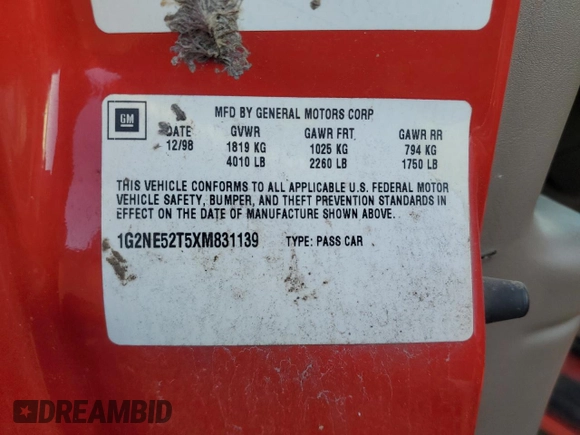 GM
MFD BY GENERAL MOTORS CORP
DATE GVWR GAWR FRT GAWR RR
12/98 1819 KG 1025 KG 794 KG
4010 LB 2260 LB 1750 LB
THIS VEHICLE CONFORMS TO ALL APPLICABLE U.S. FEDERAL MOTOR
VEHICLE SAFETY, BUMPER, AND THEFT PREVENTION STANDARDS IN
EFFECT ON THE DATE OF MANUFACTURE SHOWN ABOVE.
1G2NE52T5XM831139 TYPE: PASS CAR
DREAMBID